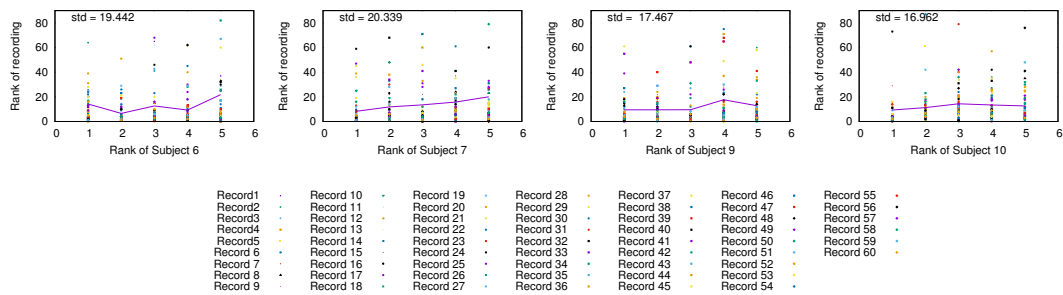 std = 19.442
Rank of recording
80
60
40
20
0
0 1 2 3 4 5 6
Rank of Subject 6
std = 20.339
Rank of recording
80
60
40
20
0
0 1 2 3 4 5 6
Rank of Subject 7
std = 17.467
Rank of recording
80
60
40
20
0
0 1 2 3 4 5 6
Rank of Subject 9
std = 16.962
Rank of recording
80
60
40
20
0
0 1 2 3 4 5 6
Rank of Subject 10
Record1 Record 10 Record 19 Record 28 Record 37 Record 46 Record 55
Record2 Record 11 Record 20 Record 29 Record 38 Record 47 Record 56
Record3 Record 12 Record 21 Record 30 Record 39 Record 48 Record 57
Record4 Record 13 Record 22 Record 31 Record 40 Record 49 Record 58
Record5 Record 14 Record 23 Record 32 Record 41 Record 50 Record 59
Record 6 Record 15 Record 24 Record 33 Record 42 Record 51 Record 60
Record 7 Record 16 Record 25 Record 34 Record 43 Record 52
Record 8 Record 17 Record 26 Record 35 Record 44 Record 53
Record 9 Record 18 Record 27 Record 36 Record 45 Record 54